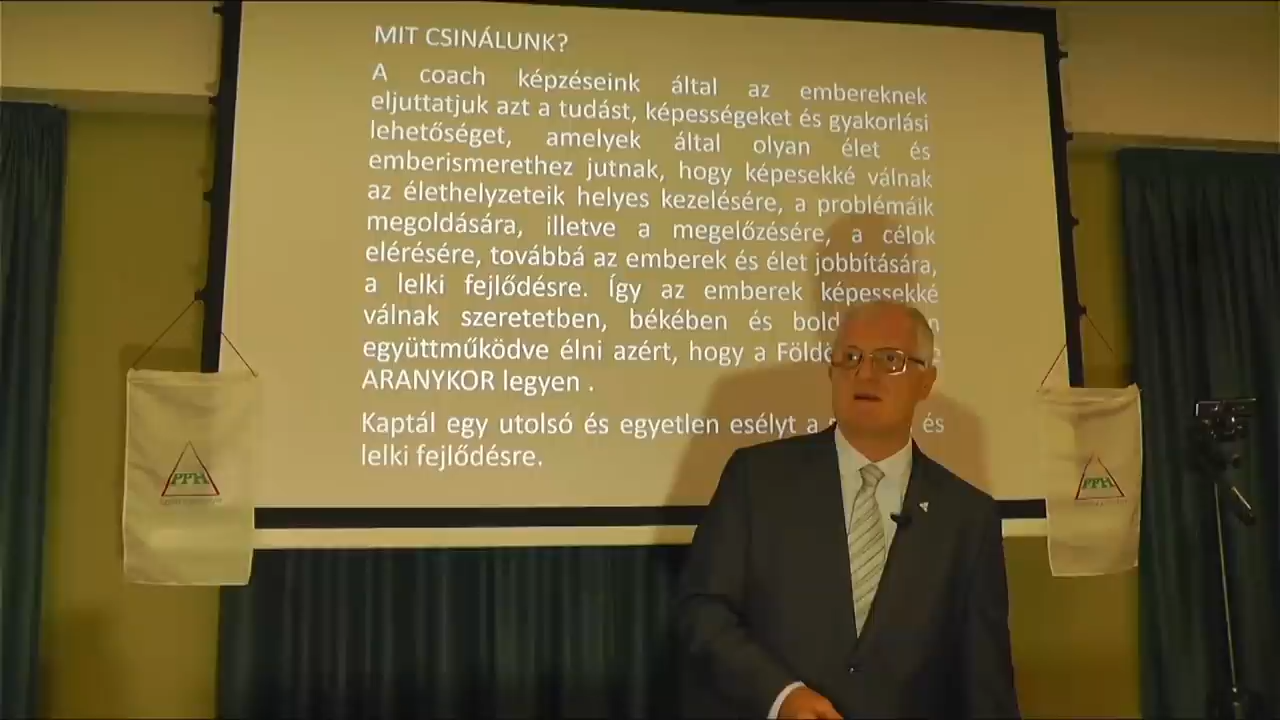 MIT CSINÁLUNK?
A coach képzéseink által az embereknek
eljuttatjuk azt a tudást, képességeket és gyakorlási
lehetőséget, amelyek által olyan élet és
emberismerethez jutnak, hogy képesekké válnak
az élethelyzeteik helyes kezelésére, a problémáik
megoldására, illetve a megelőzésére, a célok
elérésére, továbbá az emberek és élet jobbítására,
a lelki fejlődésre. Így az emberek képessekké
válnak szeretetben, békében és
együttműködve élni azért, hogy a
ARANYKOR legyen .
Kaptál egy utolsó és egyetlen esélyt a és
lelki fejlődésre.
PPH
PPH